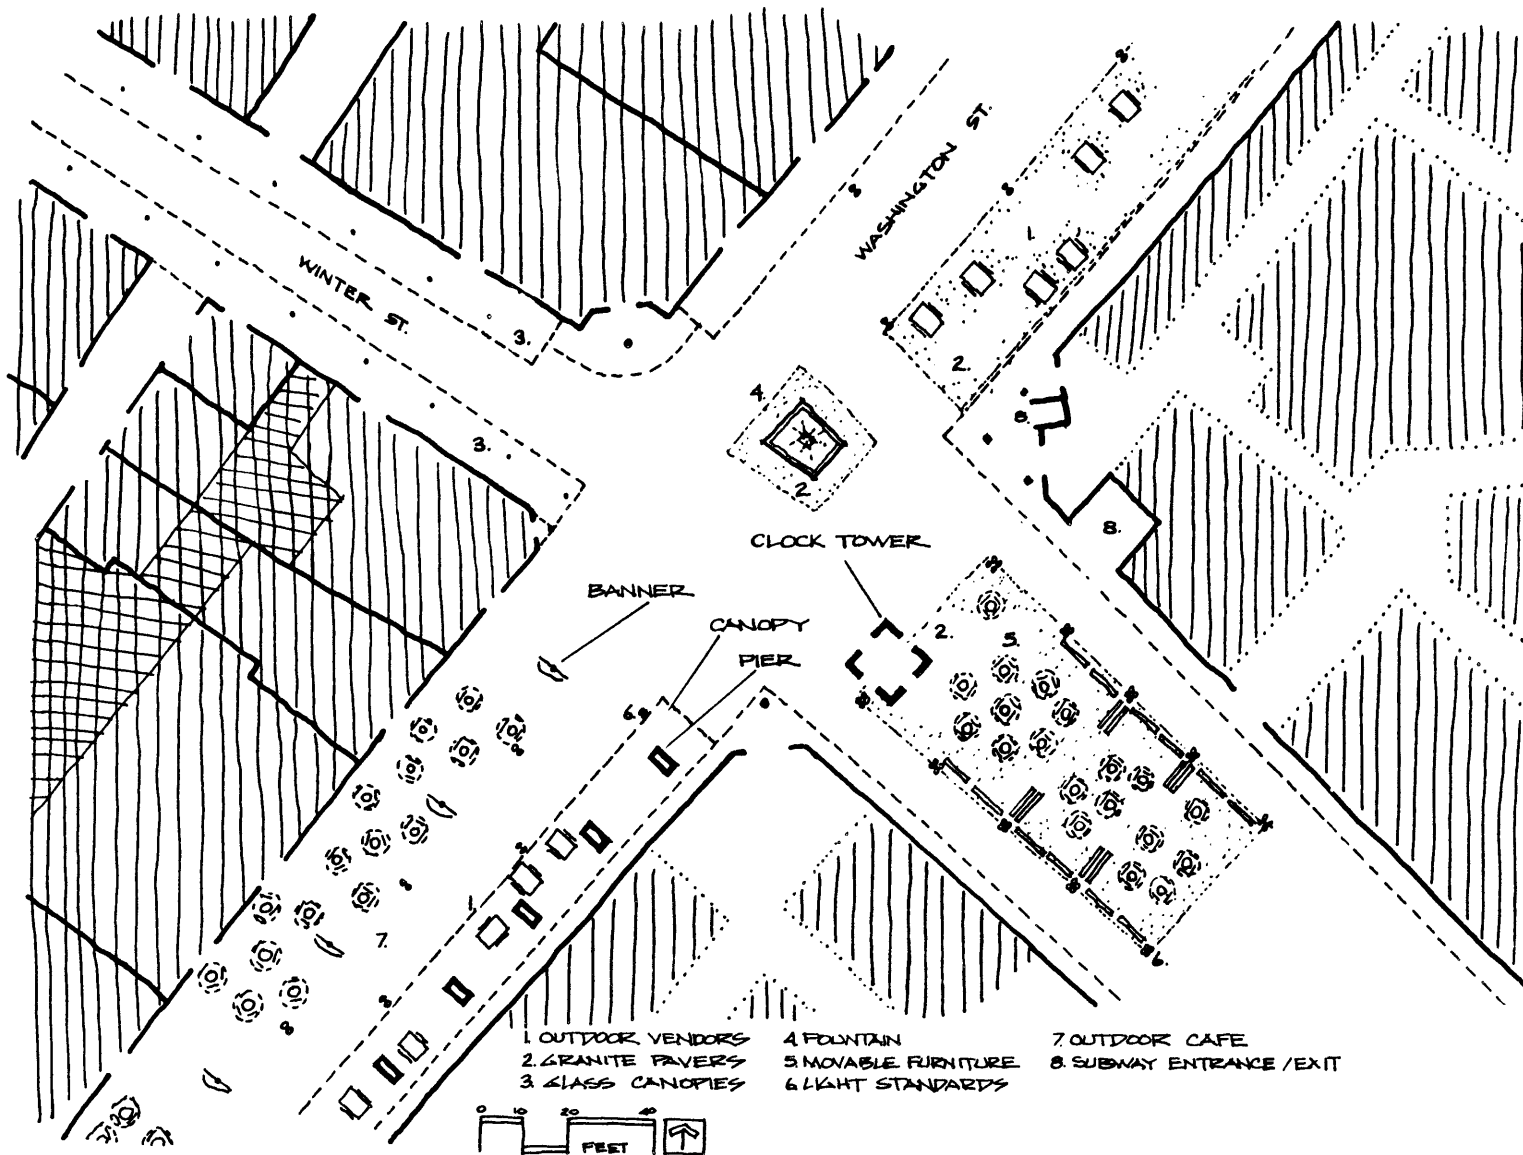 WASHINGTON ST.
1.
WINTER ST.
3.
2.
4.
8.
3.
2.
8.
CLOCK TOWER
BANNER
CANOPY
2.
5.
PIER
6.
1.
7.
6.
1. OUTDOOR VENDORS
2. GRANITE PAVERS
3. GLASS CANOPIES
4. FOUNTAIN
5. MOVABLE FURNITURE
6. LIGHT STANDARDS
7. OUTDOOR CAFE
8. SUBWAY ENTRANCE / EXIT
0 10 20 40
FEET